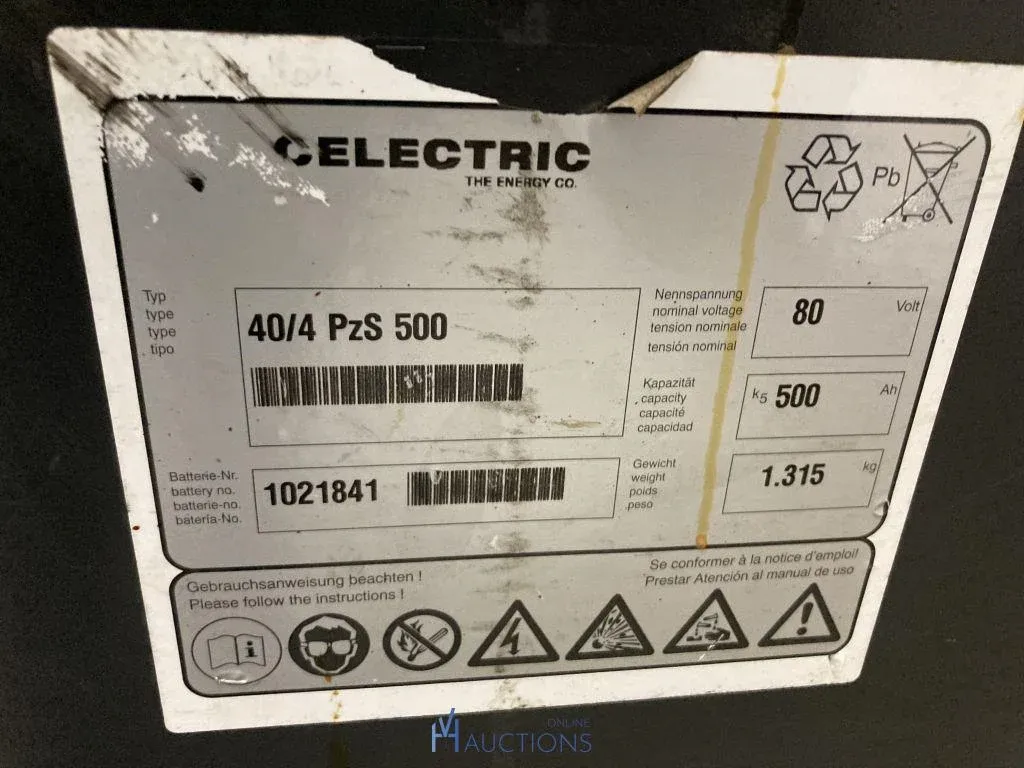 CELECTRIC
THE ENERGY CO.
Pb
Typ
type
type
tipo
40/4 PzS 500
Nennspannung
nominal voltage
tension nominale
tensión nominal
80 Volt
Kapazität
capacity
capacité
capacidad
k5 500 Ah
Batterie-Nr.
battery no.
batterie-no.
batería-No.
1021841
Gewicht
weight
poids
peso
1.315 kg
Gebrauchsanweisung beachten !
Please follow the instructions !
Se conformer à la notice d'emploi!
Prestar Atención al manual de uso
i
VH ONLINE
AUCTIONS